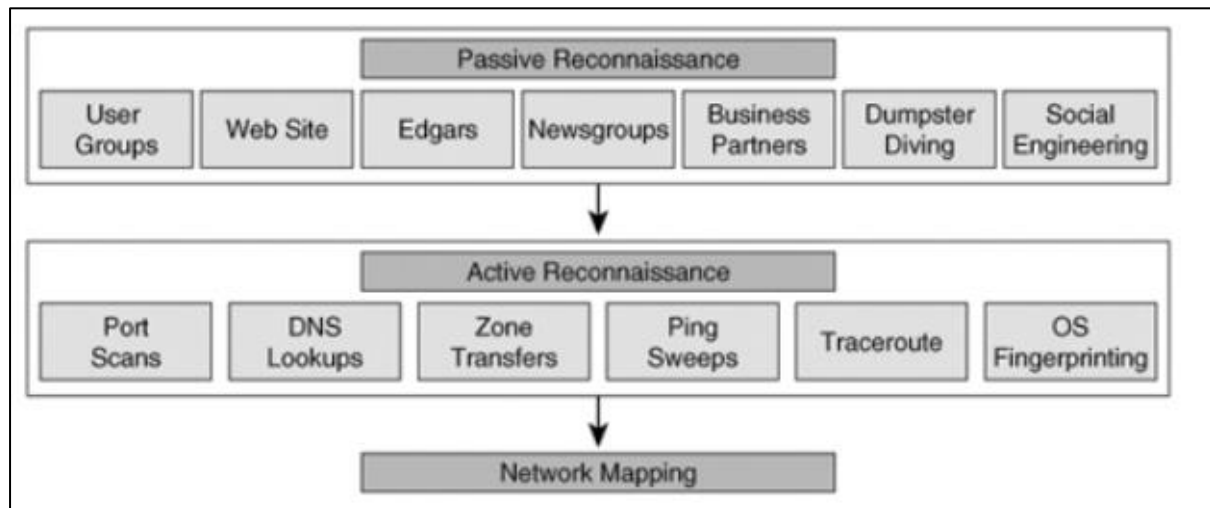 Passive Reconnaissance
User
Groups
Web Site
Edgars
Newsgroups
Business
Partners
Dumpster
Diving
Social
Engineering
Active Reconnaissance
Port
Scans
DNS
Lookups
Zone
Transfers
Ping
Sweeps
Traceroute
OS
Fingerprinting
Network Mapping